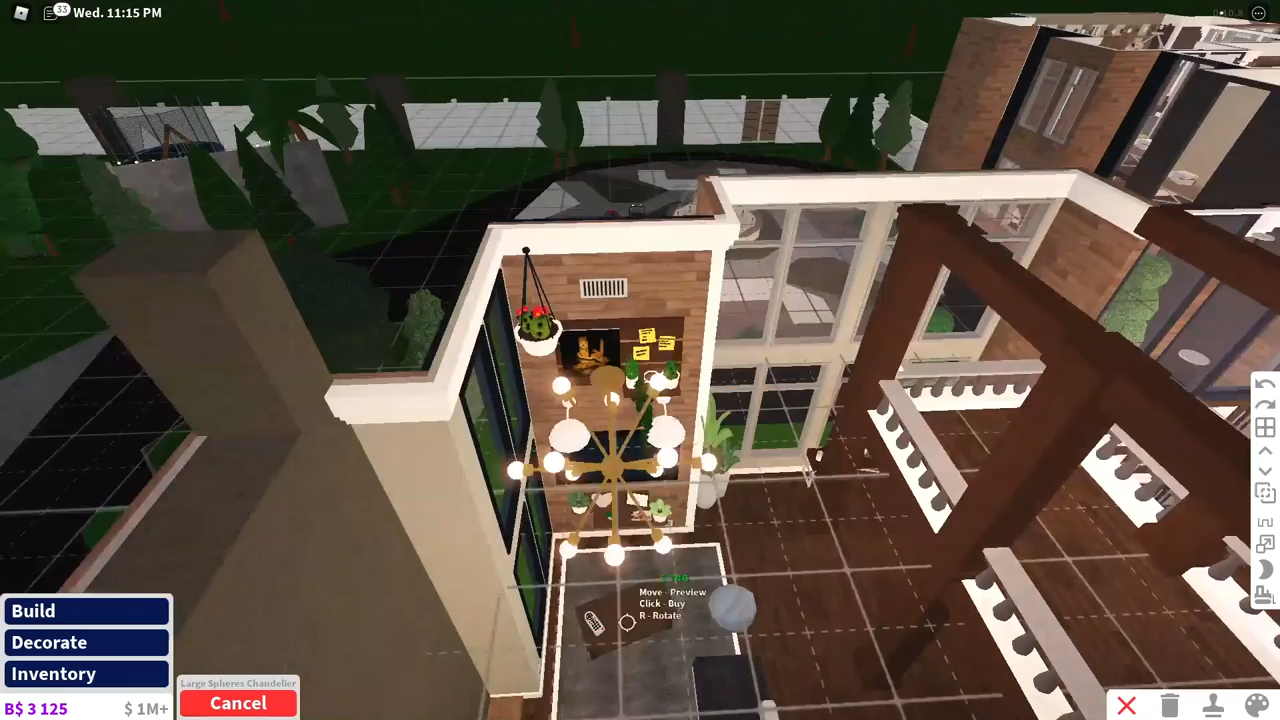 33
Wed. 11:15 PM
Move - Preview
Click - Buy
R - Rotate
Build
Decorate
Inventory
Large Spheres Chandelier
Cancel
B$ 3 125
$ 1M+